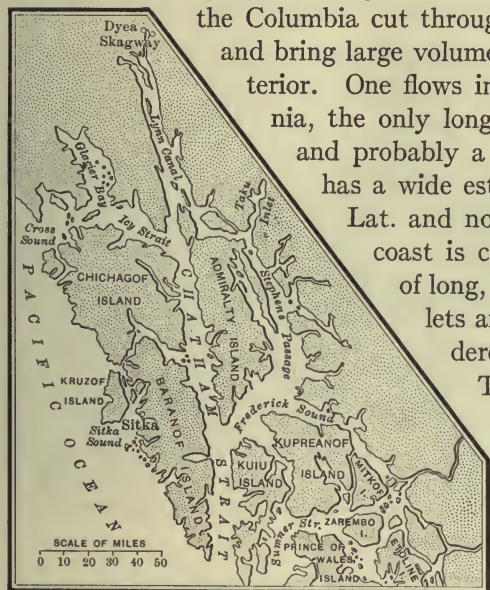 the Columbia cut throug
and bring large volume
terior. One flows in
nia, the only long
and probably a
has a wide est
Lat. and no
coast is c
of long,
lets a
dere
T
Dyea
Skagway
Lynn Canal
Glacier Bay
Taku Inlet
Cross Sound
Icy Strait
CHICHAGOF ISLAND
ADMIRALTY ISLAND
Stephens Passage
CHATHAM STRAIT
PACIFIC OCEAN
KRUZOF ISLAND
BARANOF ISLAND
Sitka
Sitka Sound
Frederick Sound
KUPREANOF ISLAND
KUIU ISLAND
MITKOF I.
Sumner Str.
ZAREMBO I.
PRINCE OF WALES ISLAND
SCALE OF MILES
0 10 20 30 40 50